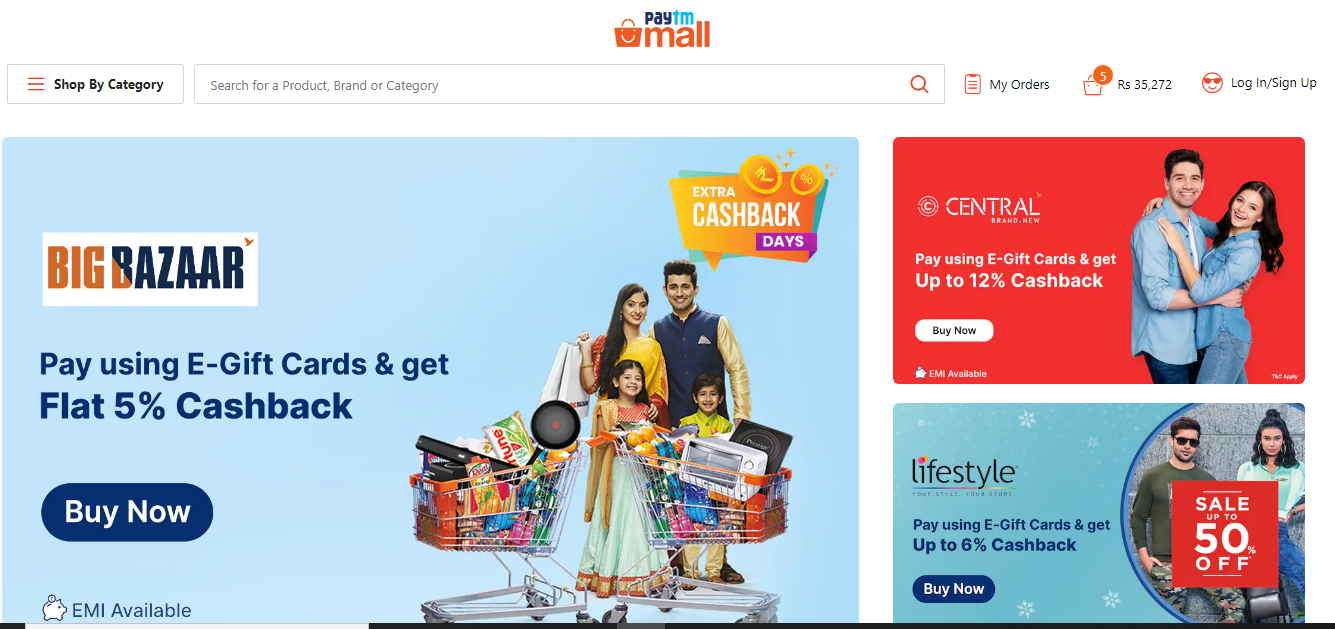 paytm
mall
Shop By Category
Search for a Product, Brand or Category
My Orders
5
Rs 35,272
Log In/Sign Up
BIG BAZAAR
EXTRA
CASHBACK
DAYS
%
Pay using E-Gift Cards & get
Flat 5% Cashback
Buy Now
EMI Available
Prestige
CENTRAL
BRAND.NEW
Pay using E-Gift Cards & get
Up to 12% Cashback
Buy Now
EMI Available
T&C Apply
lifestyle
YOUR STYLE. YOUR STORE.
Pay using E-Gift Cards & get
Up to 6% Cashback
Buy Now
SALE
UP TO
50%
OFF*